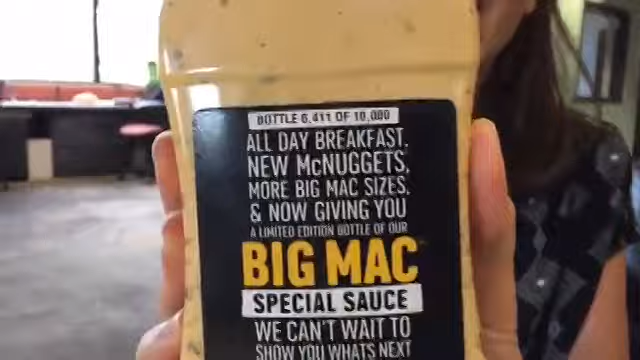 BOTTLE 6,411 OF 10,000
ALL DAY BREAKFAST,
NEW McNUGGETS,
MORE BIG MAC SIZES,
& NOW GIVING YOU
A LIMITED EDITION BOTTLE OF OUR
BIG MAC
SPECIAL SAUCE
WE CAN'T WAIT TO
SHOW YOU WHATS NEXT